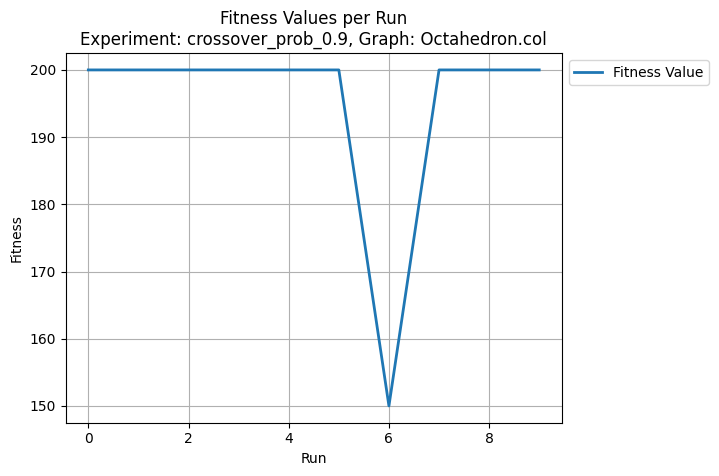 Fitness Values per Run
Experiment: crossover_prob_0.9, Graph: Octahedron.col
Fitness Value
200
190
180
170
160
150
Fitness
0 2 4 6 8
Run